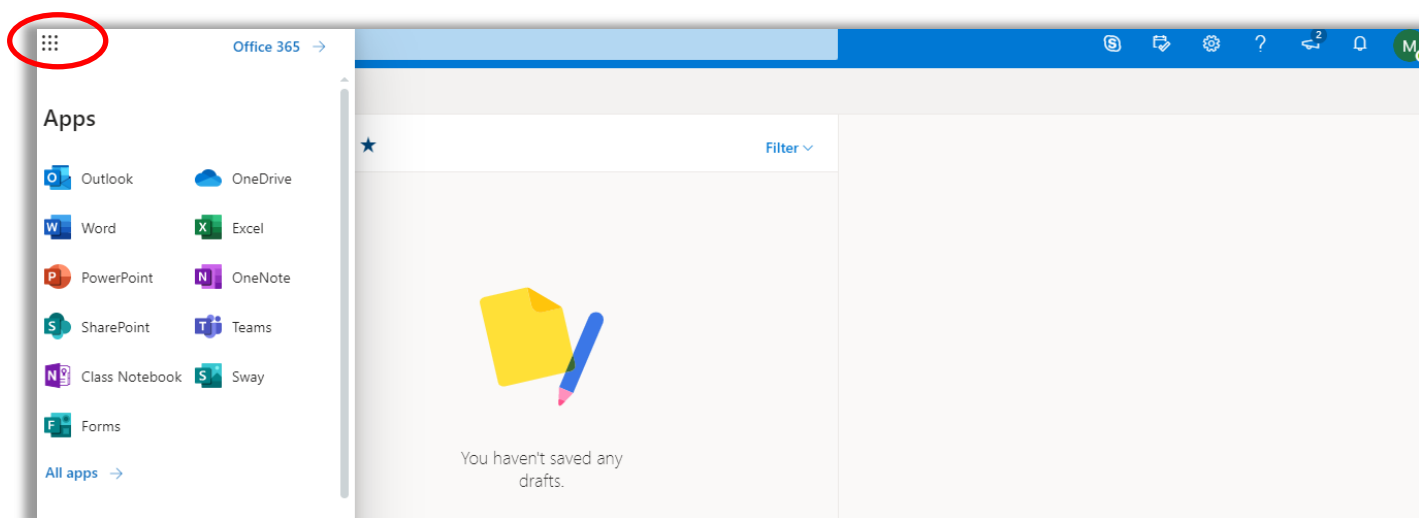 Office 365
Apps
Outlook
OneDrive
Word
Excel
PowerPoint
OneNote
SharePoint
Teams
Class Notebook
Sway
Forms
All apps
Filter
You haven't saved any
drafts.
?
2
M